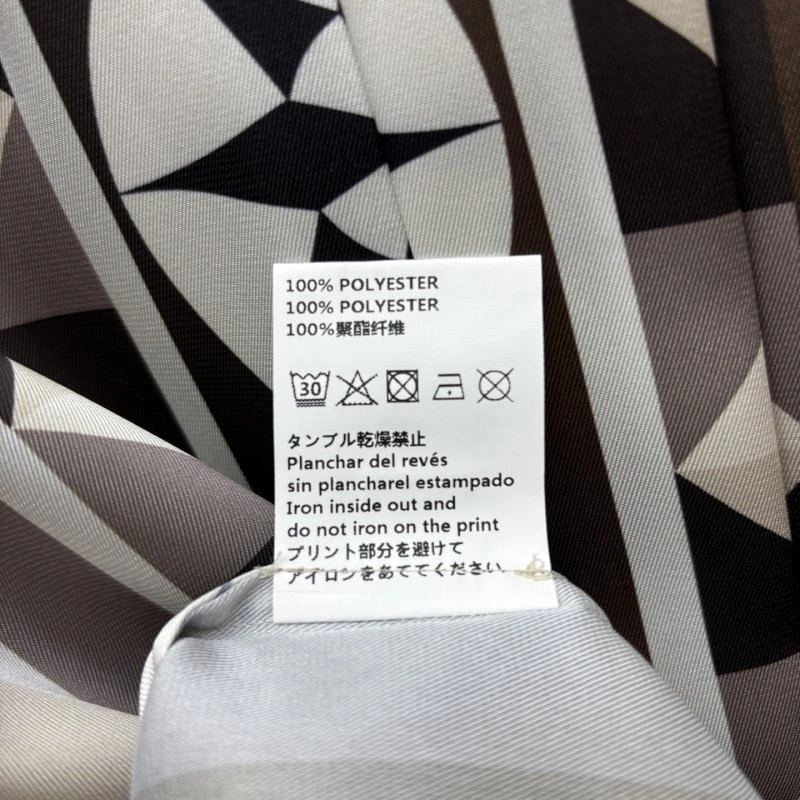 100% POLYESTER
100% POLYESTER
100%聚酯纤维
30
タンブル乾燥禁止
Planchar del revés
sin plancharel estampado
Iron inside out and
do not iron on the print
プリント部分を避けて
アイロンをあててください